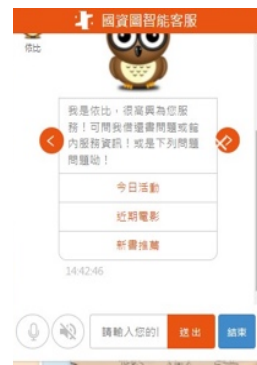 國資圖智能客服
依比
我是依比，很高興為您服
務！可問我借還書問題或館
內服務資訊！或是下列問題
問題呦！
今日活動
近期電影
新書推薦
14:42:46
請輸入您的
送出
結束